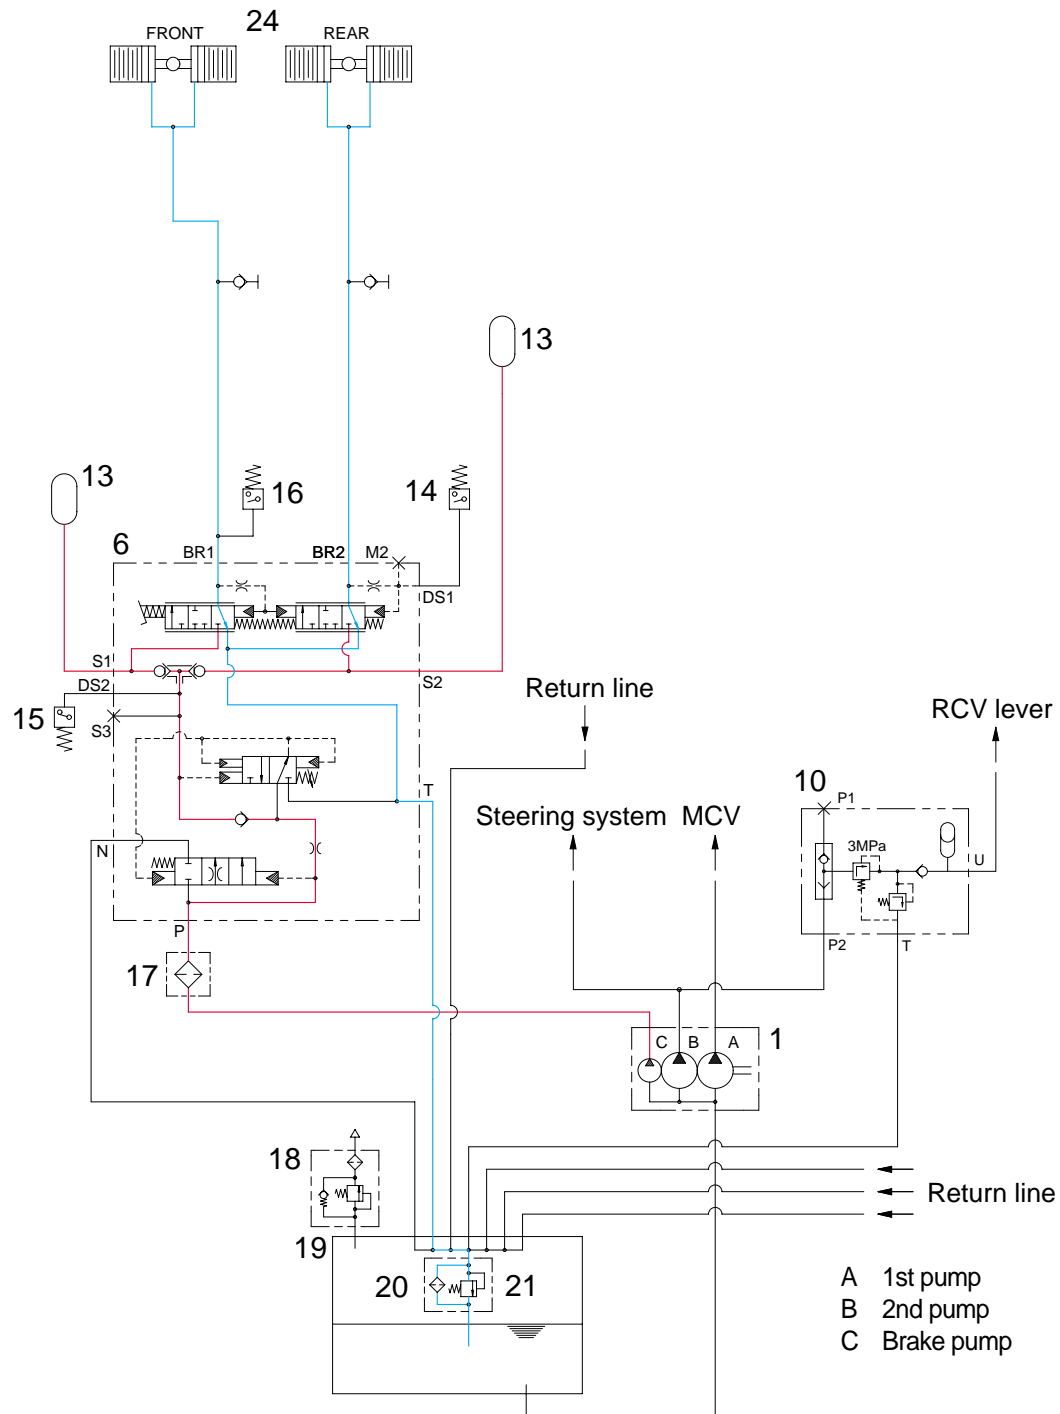 24
FRONT
REAR
13
13
16
14
6
BR1
BR2
M2
DS1
S1
S2
DS2
15
S3
Return line
RCV lever
10
P1
T
Steering system
MCV
3MPa
N
U
P
P2
T
17
C
B
A
1
18
Return line
19
20
21
A 1st pump
B 2nd pump
C Brake pump